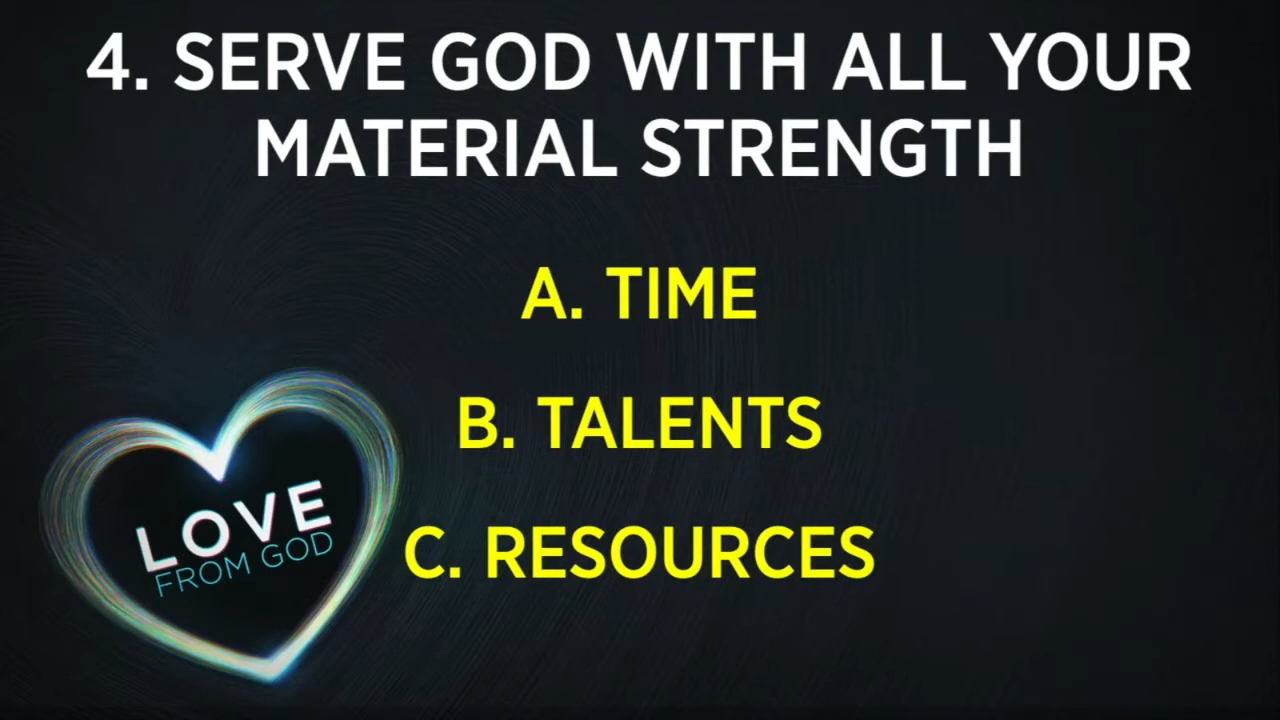 4. SERVE GOD WITH ALL YOUR
MATERIAL STRENGTH
A. TIME
B. TALENTS
C. RESOURCES
LOVE
FROM GOD